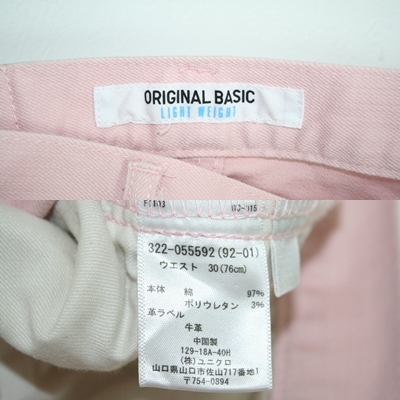 ORIGINAL BASIC
LIGHT WEIGHT
322-055592(92-01)
ウエスト 30(76cm)
本体 綿 97%
ポリウレタン 3%
革ラベル
牛革
中国製
129-18A-40H
(株)ユニクロ
山口県山口市佐山717番1
〒754-0894